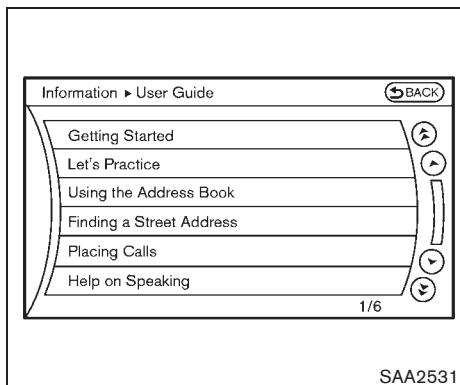 Information ▸ User Guide
BACK
Getting Started
Let's Practice
Using the Address Book
Finding a Street Address
Placing Calls
Help on Speaking
1/6
SAA2531